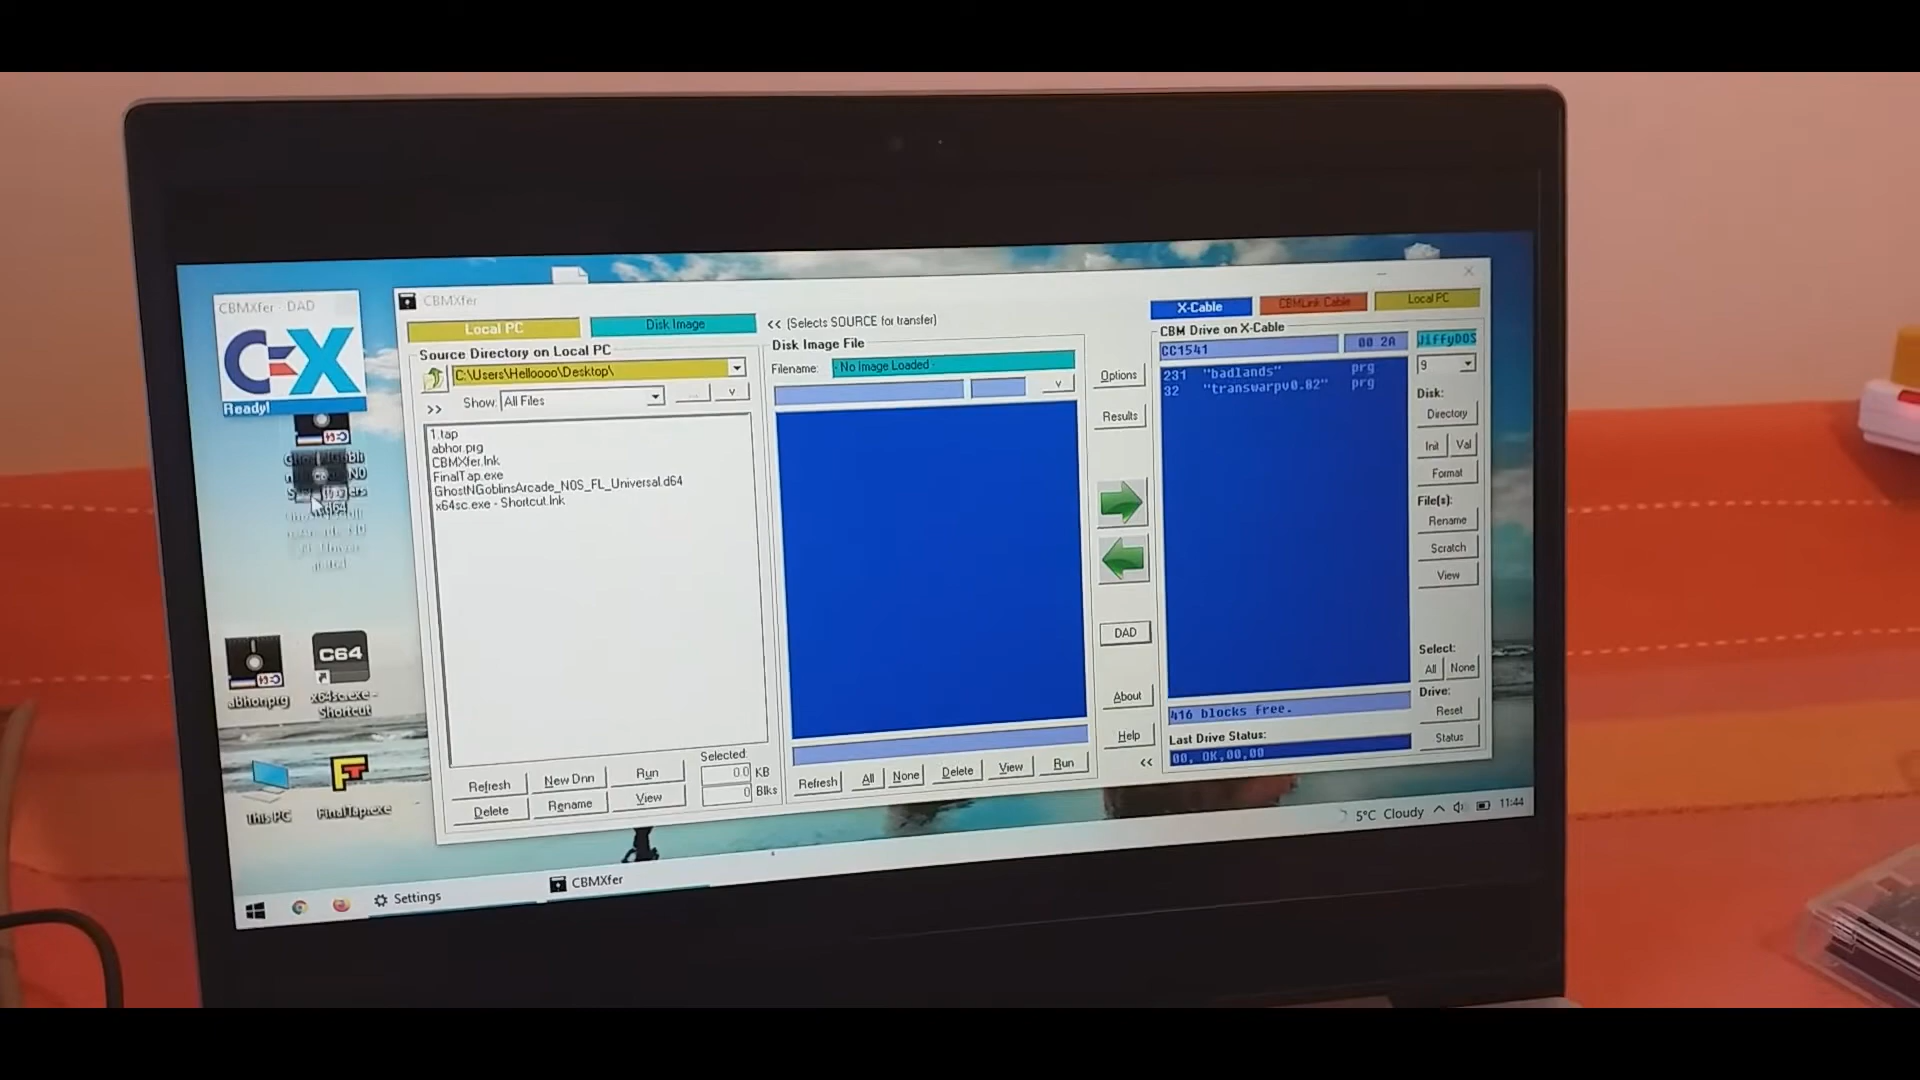 CBMXfer - DAD
Ready!
abhor.prg
C64
x64sc.exe -
Shortcut
This PC
FinalTap.exe
CBMXfer
Local PC
Disk Image
<< (Selects SOURCE for transfer)
X-Cable
CBMLink Cable
Local PC
Source Directory on Local PC
C:\Users\Helloooo\Desktop\
>>
Show:
All Files
...
v
1.tap
abhor.prg
CBMXfer.lnk
FinalTap.exe
GhostNGoblinsArcade_N0S_FL_Universal.d64
x64sc.exe - Shortcut.lnk
Refresh
New Dnn
Run
Delete
Rename
View
Selected
0.0 KB
0 Blks
Disk Image File
Filename:
- No Image Loaded -
v
Refresh
All
None
Delete
View
Run
Options
Results
DAD
About
Help
<<
CBM Drive on X-Cable
CC1541
00 2A
231 "badlands" prg
32 "transwarpv0.82" prg
416 blocks free.
Last Drive Status:
00, OK,00,00
JiffyDOS
9
Disk:
Directory
Init
Val
Format
File(s):
Rename
Scratch
View
Select:
All
None
Drive:
Reset
Status
Settings
CBMXfer
5°C Cloudy
11:44